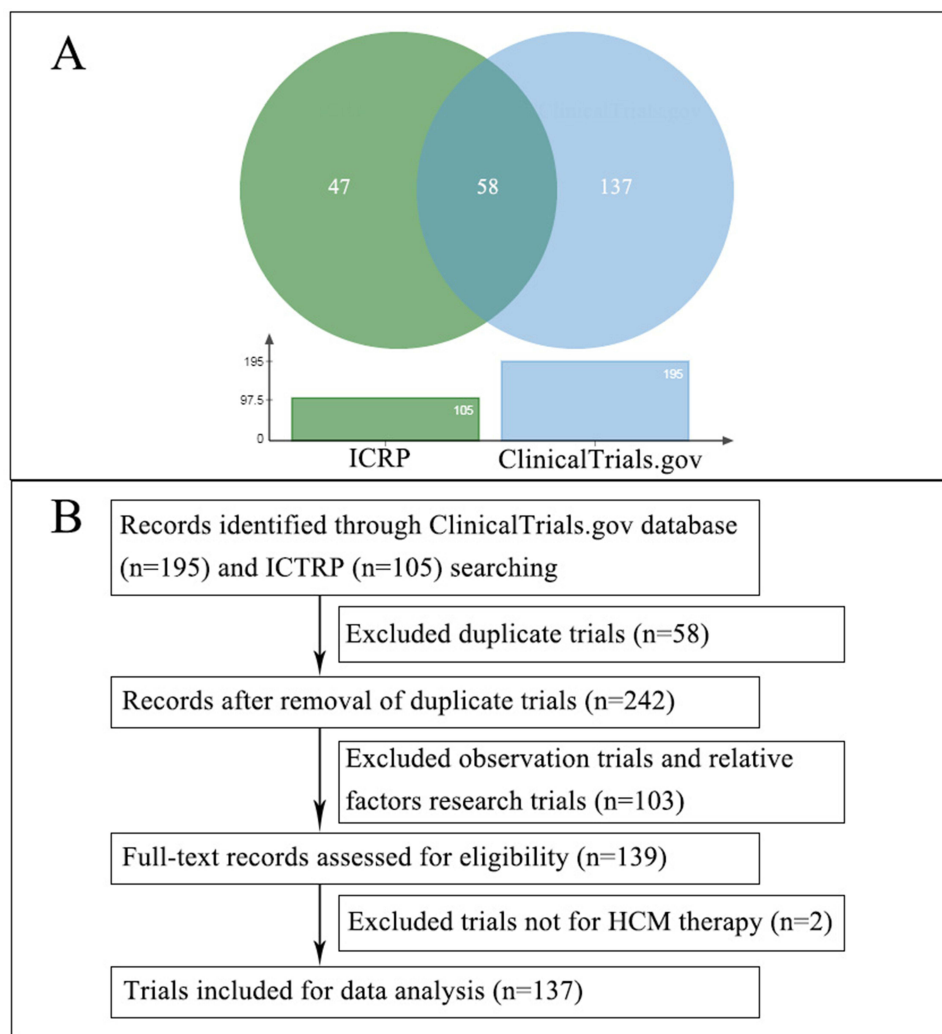 A
47
58
137
195
97.5
0
105
195
ICRP
ClinicalTrials.gov
B
Records identified through ClinicalTrials.gov database
(n=195) and ICTRP (n=105) searching
Excluded duplicate trials (n=58)
Records after removal of duplicate trials (n=242)
Excluded observation trials and relative
factors research trials (n=103)
Full-text records assessed for eligibility (n=139)
Excluded trials not for HCM therapy (n=2)
Trials included for data analysis (n=137)